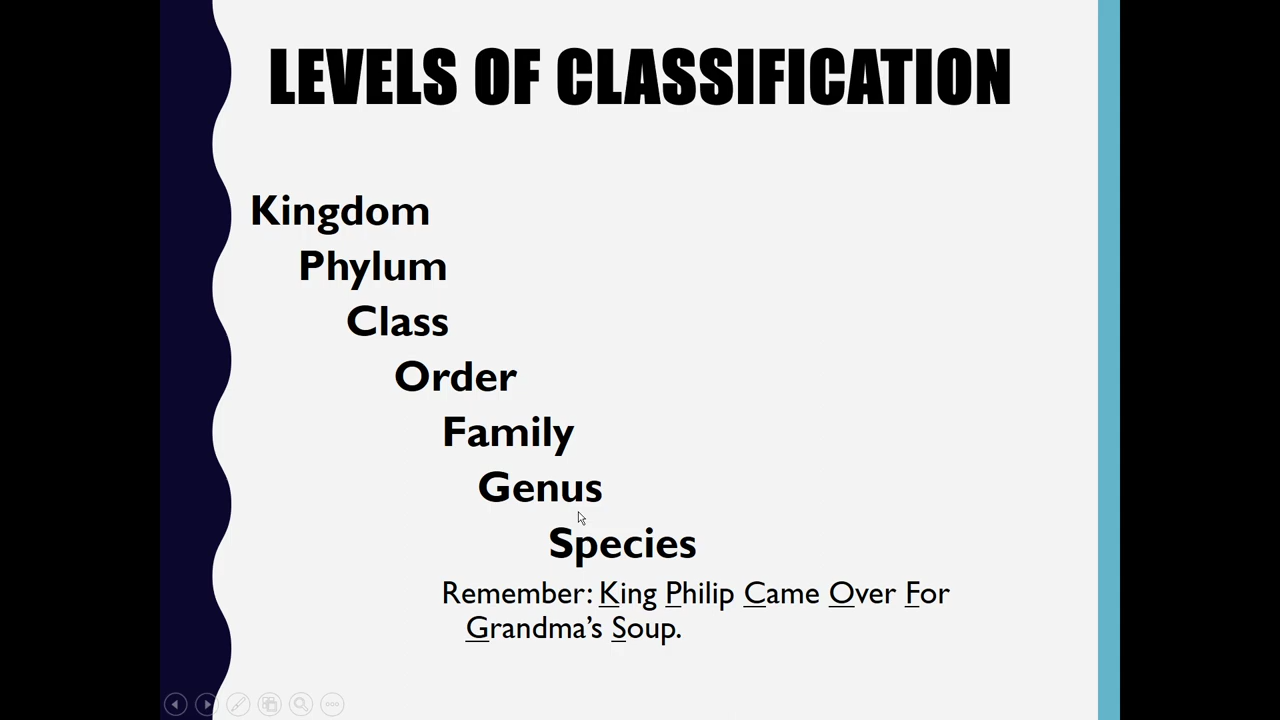 LEVELS OF CLASSIFICATION
Kingdom
Phylum
Class
Order
Family
Genus
Species
Remember: King Philip Came Over For
Grandma’s Soup.